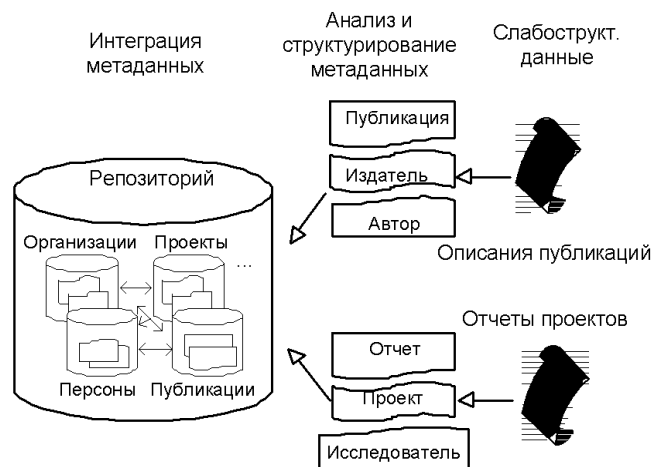 Интеграция
метаданных
Анализ и
структурирование
метаданных
Слабострукт.
данные
Публикация
Издатель
Автор
Описания публикаций
Репозиторий
Организации
Проекты
...
Персоны
Публикации
Отчеты проектов
Отчет
Проект
Исследователь